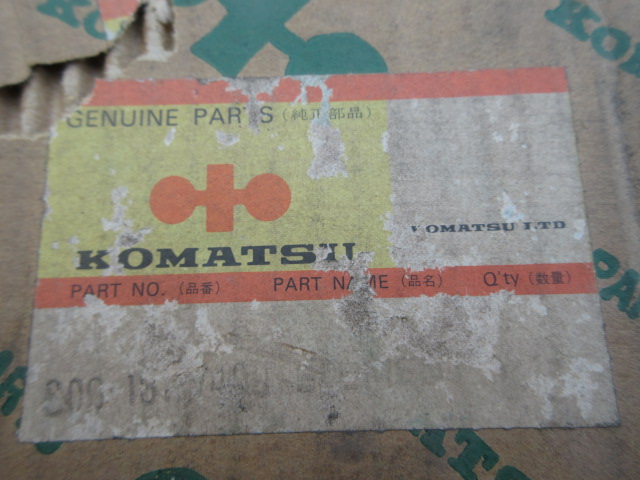 GENUINE PARTS (純正部品)
KOMATSU
KOMATSU LTD
PART NO. (品番) PART NAME (品名) Q'ty (数量)